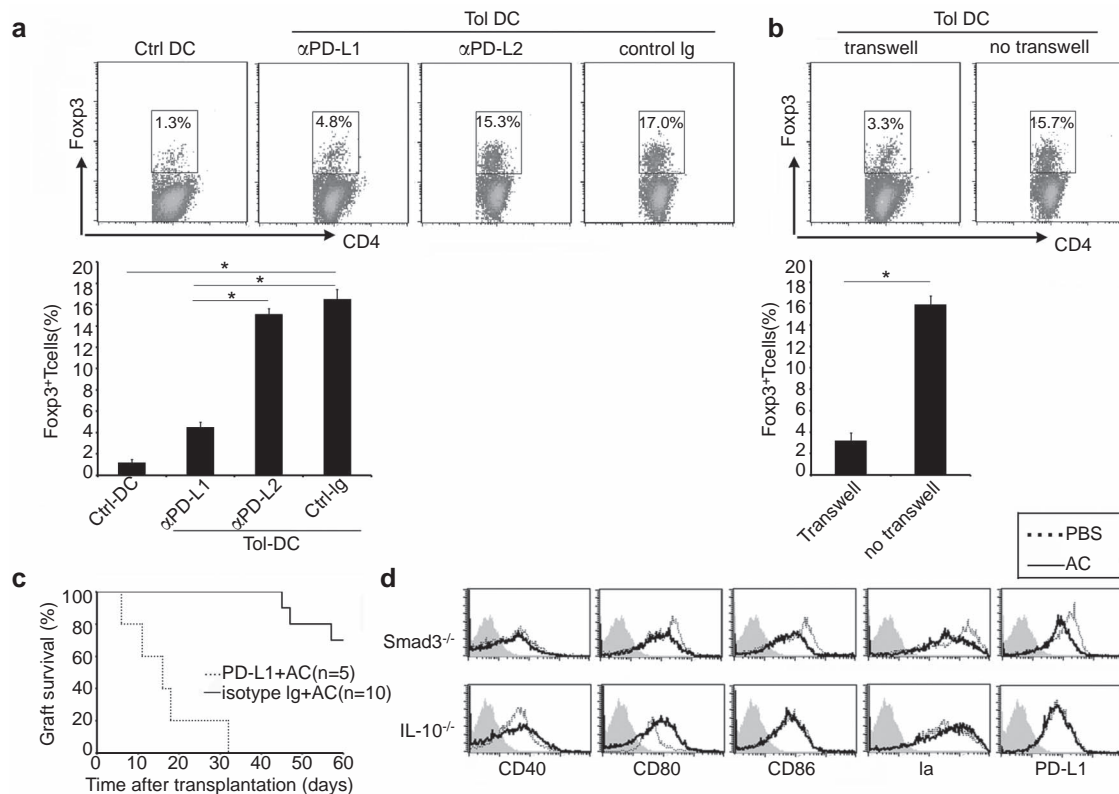 a
Tol DC
Ctrl DC
αPD-L1
αPD-L2
control Ig
Foxp3
1.3%
4.8%
15.3%
17.0%
CD4
20
18
16
14
12
10
8
6
4
2
0
Foxp3+Tcells(%)
*
*
*
Ctrl-DC
αPD-L1
αPD-L2
Ctrl-Ig
Tol-DC
b
Tol DC
transwell
no transwell
Foxp3
3.3%
15.7%
CD4
20
18
16
14
12
10
8
6
4
2
0
Foxp3+Tcells(%)
*
Transwell
no transwell
PBS
AC
c
100
80
60
40
20
0
Graft survival (%)
PD-L1+AC(n=5)
isotype Ig+AC(n=10)
0 10 20 30 40 50 60
Time after transplantation (days)
d
Smad3-/-
IL-10-/-
CD40
CD80
CD86
Ia
PD-L1